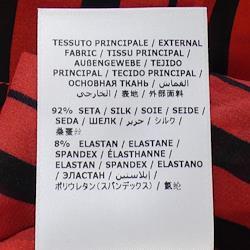 TESSUTO PRINCIPALE / EXTERNAL
FABRIC / TISSU PRINCIPAL /
AUßENGEWEBE / TEJIDO
PRINCIPAL / TECIDO PRINCIPAL /
ОСНОВНАЯ ТКАНЬ / القماش
الخارجي / 表地 / 外部面料
92% SETA / SILK / SOIE / SEIDE /
SEDA / ШЕЛК / حرير / シルク /
桑蚕丝
8% ELASTAN / ELASTANE /
SPANDEX / ÉLASTHANNE /
ELASTAN / SPANDEX / ELASTANO
/ ЭЛАСТАН / إيلاستين /
ポリウレタン (スパンデックス) / 氨纶